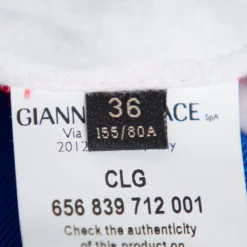 36
155/80A
GIANN ACE SpA
Via
2012 y
CLG
656 839 712 001
Check the authenticity
of this product on